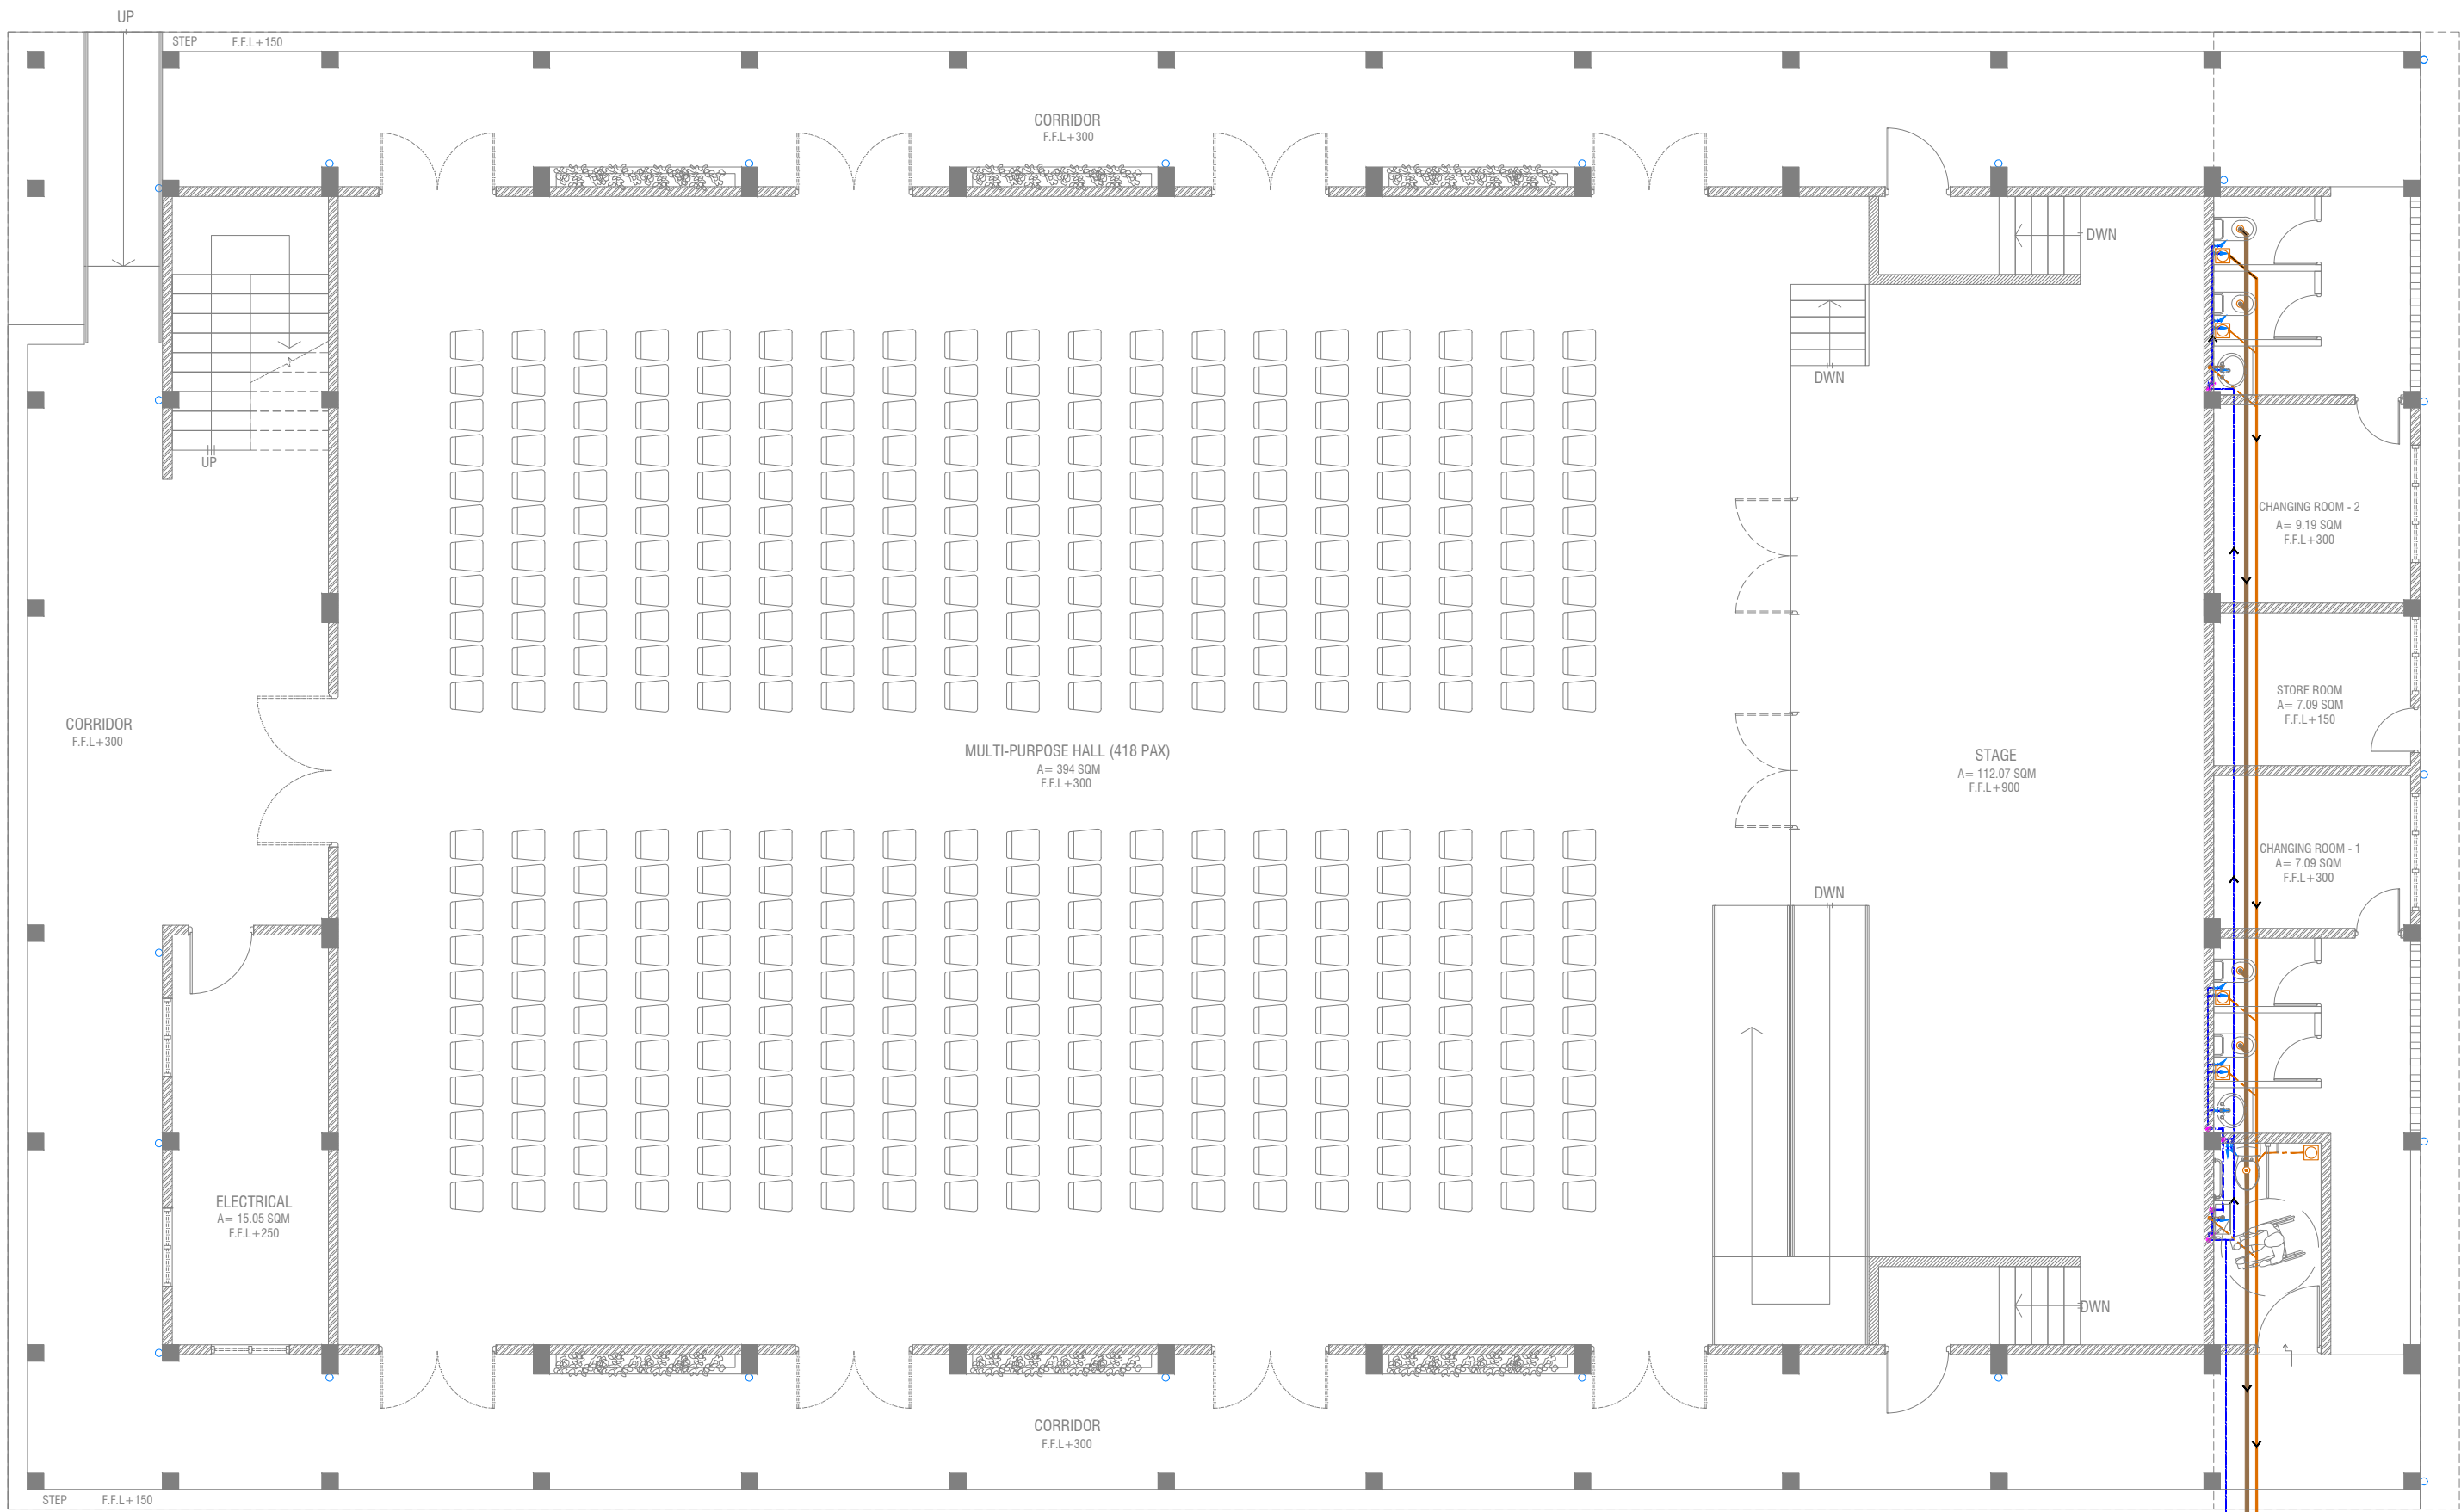 UP
STEP F.F.L+150
CORRIDOR
F.F.L+300
DWN
UP
DWN
CHANGING ROOM - 2
A= 9.19 SQM
F.F.L+300
STORE ROOM
A= 7.09 SQM
F.F.L+150
CORRIDOR
F.F.L+300
MULTI-PURPOSE HALL (418 PAX)
A= 394 SQM
F.F.L+300
STAGE
A= 112.07 SQM
F.F.L+900
CHANGING ROOM - 1
A= 7.09 SQM
F.F.L+300
DWN
ELECTRICAL
A= 15.05 SQM
F.F.L+250
DWN
CORRIDOR
F.F.L+300
STEP F.F.L+150